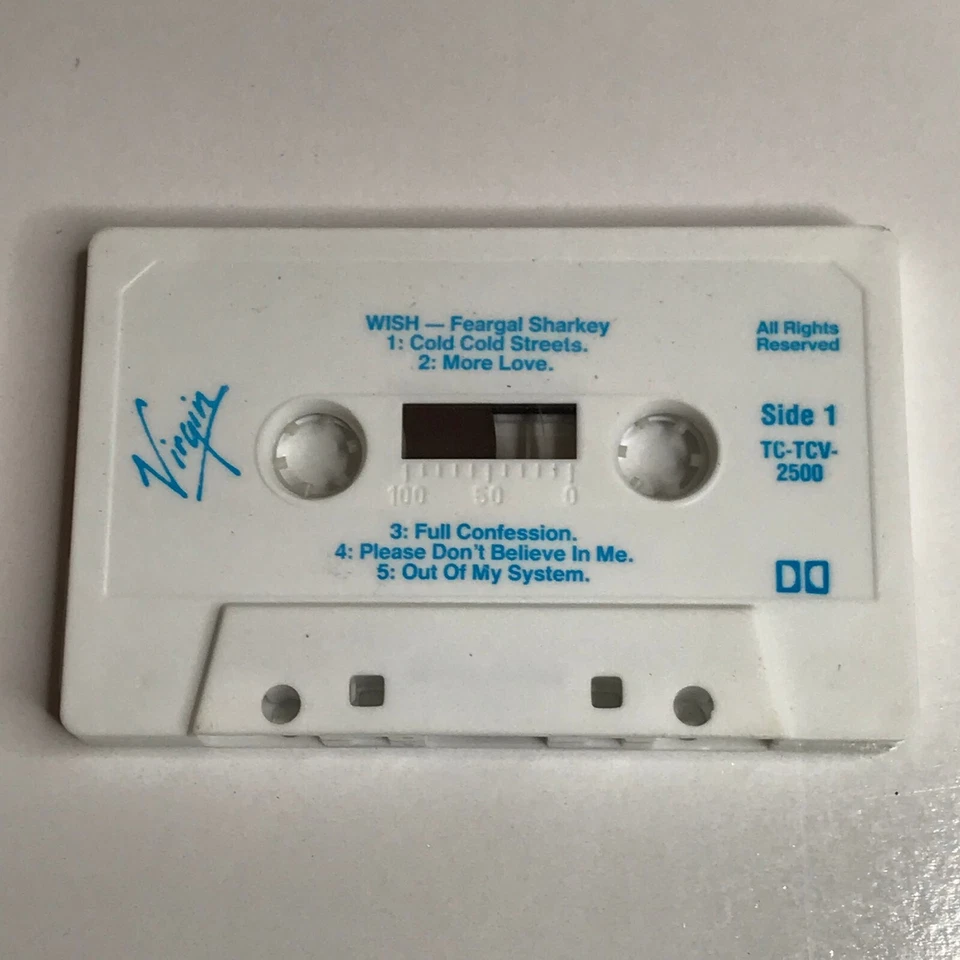 WISH — Feargal Sharkey
1: Cold Cold Streets.
2: More Love.
All Rights
Reserved
Virgin
Side 1
TC-TCV-
2500
100 50 0
3: Full Confession.
4: Please Don't Believe In Me.
5: Out Of My System.